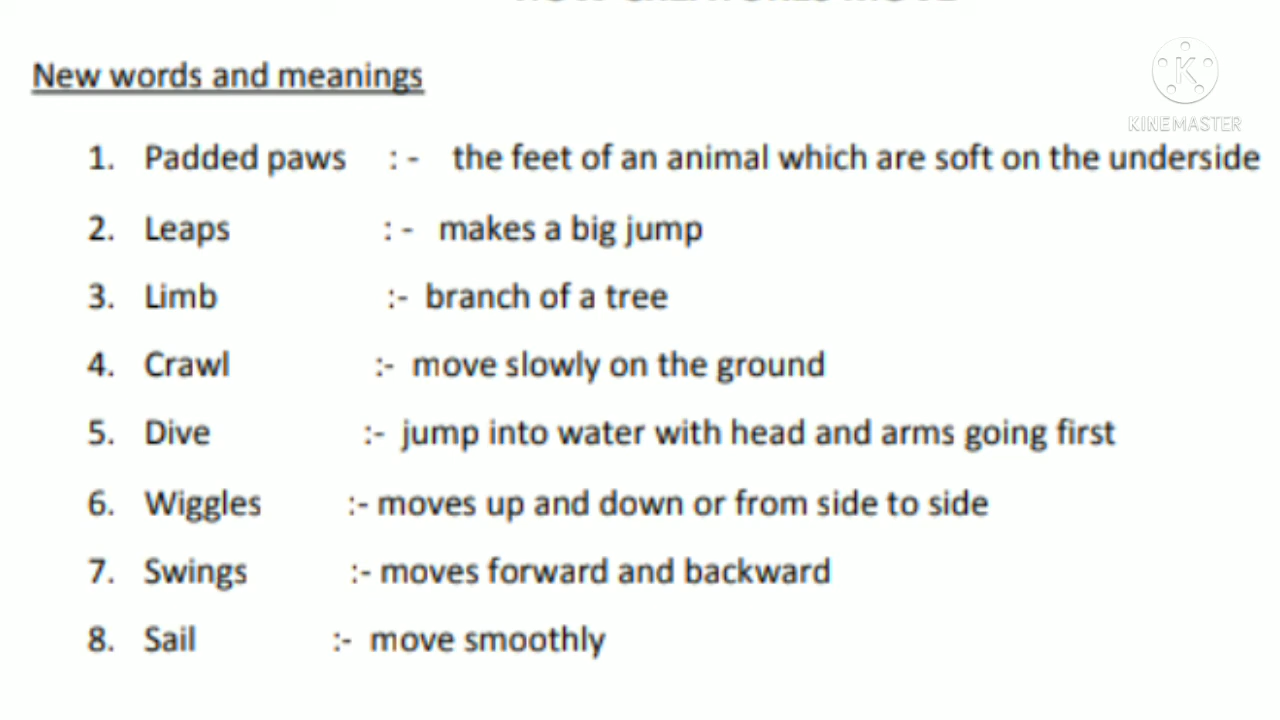 New words and meanings
KINEMASTER
1. Padded paws : - the feet of an animal which are soft on the underside
2. Leaps : - makes a big jump
3. Limb :- branch of a tree
4. Crawl :- move slowly on the ground
5. Dive :- jump into water with head and arms going first
6. Wiggles :- moves up and down or from side to side
7. Swings :- moves forward and backward
8. Sail :- move smoothly